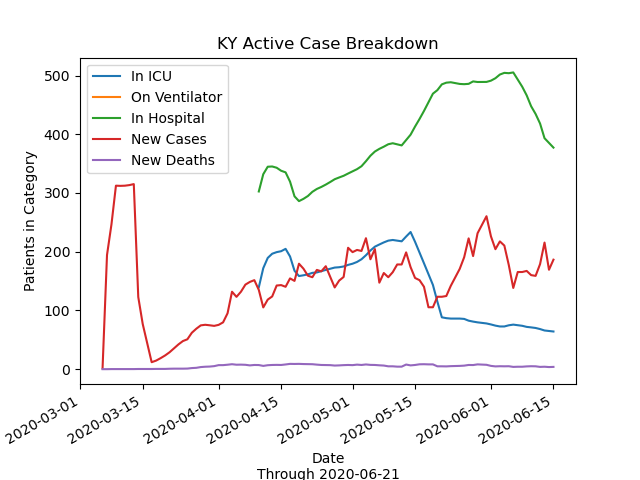 KY Active Case Breakdown
In ICU
On Ventilator
In Hospital
New Cases
New Deaths
500
400
300
200
100
0
Patients in Category
2020-03-01
2020-03-15
2020-04-01
2020-04-15
2020-05-01
2020-05-15
2020-06-01
2020-06-15
Date
Through 2020-06-21